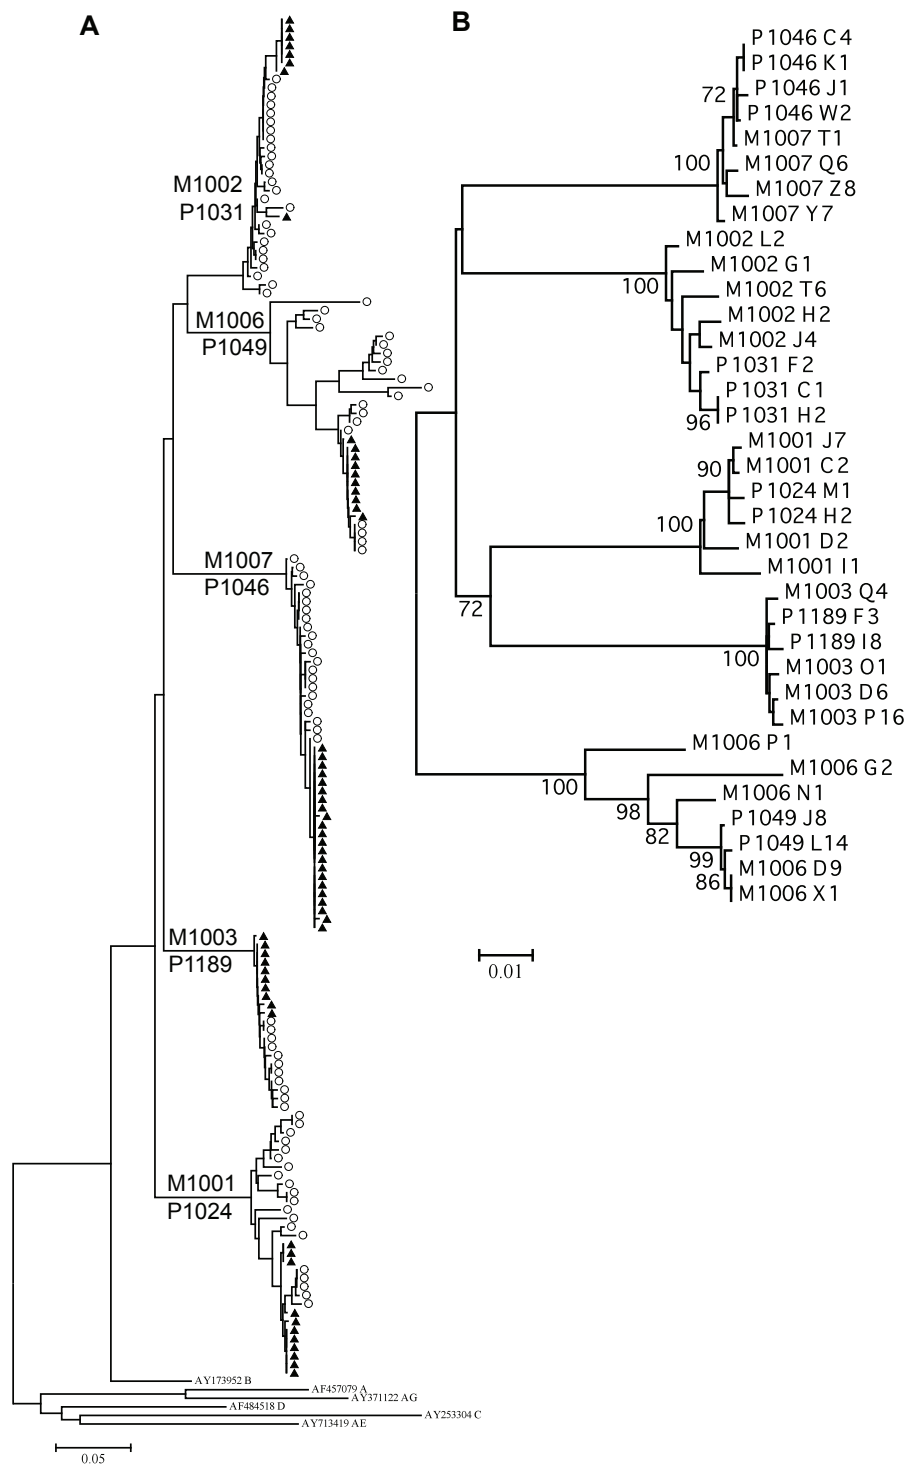 A
M1002
P1031
M1006
P1049
M1007
P1046
M1003
P1189
M1001
P1024
AY173952 B
AF457079 A
AY371122 AG
AF484518 D
AY253304 C
AY713419 AE
0.05
B
P1046 C4
P1046 K1
P1046 J1
72
P1046 W2
M1007 T1
100
M1007 Q6
M1007 Z8
M1007 Y7
M1002 L2
M1002 G1
100
M1002 T6
M1002 H2
M1002 J4
P1031 F2
P1031 C1
P1031 H2
96
M1001 J7
90
M1001 C2
P1024 M1
P1024 H2
100
M1001 D2
M1001 I1
M1003 Q4
72
P1189 F3
P1189 I8
100
M1003 O1
M1003 D6
M1003 P16
M1006 P1
M1006 G2
100
M1006 N1
98
P1049 J8
82
P1049 L14
99
M1006 D9
86
M1006 X1
0.01